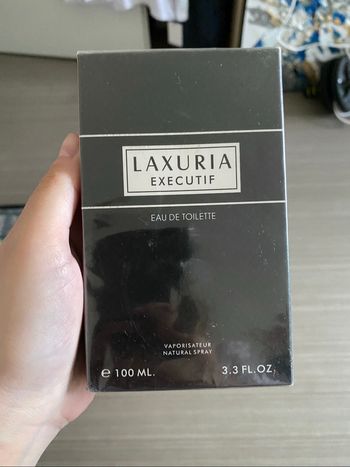 LAXURIA
EXECUTIF
EAU DE TOILETTE
VAPORISATEUR
NATURAL SPRAY
℮ 100 ML.
3.3 FL.OZ.